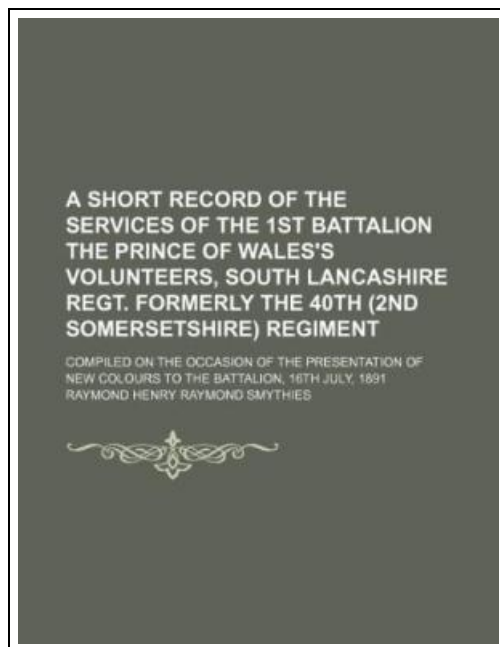 A SHORT RECORD OF THE
SERVICES OF THE 1ST BATTALION
THE PRINCE OF WALES'S
VOLUNTEERS, SOUTH LANCASHIRE
REGT. FORMERLY THE 40TH (2ND
SOMERSETSHIRE) REGIMENT
COMPILED ON THE OCCASION OF THE PRESENTATION OF
NEW COLOURS TO THE BATTALION, 16TH JULY, 1891
RAYMOND HENRY RAYMOND SMYTHIES